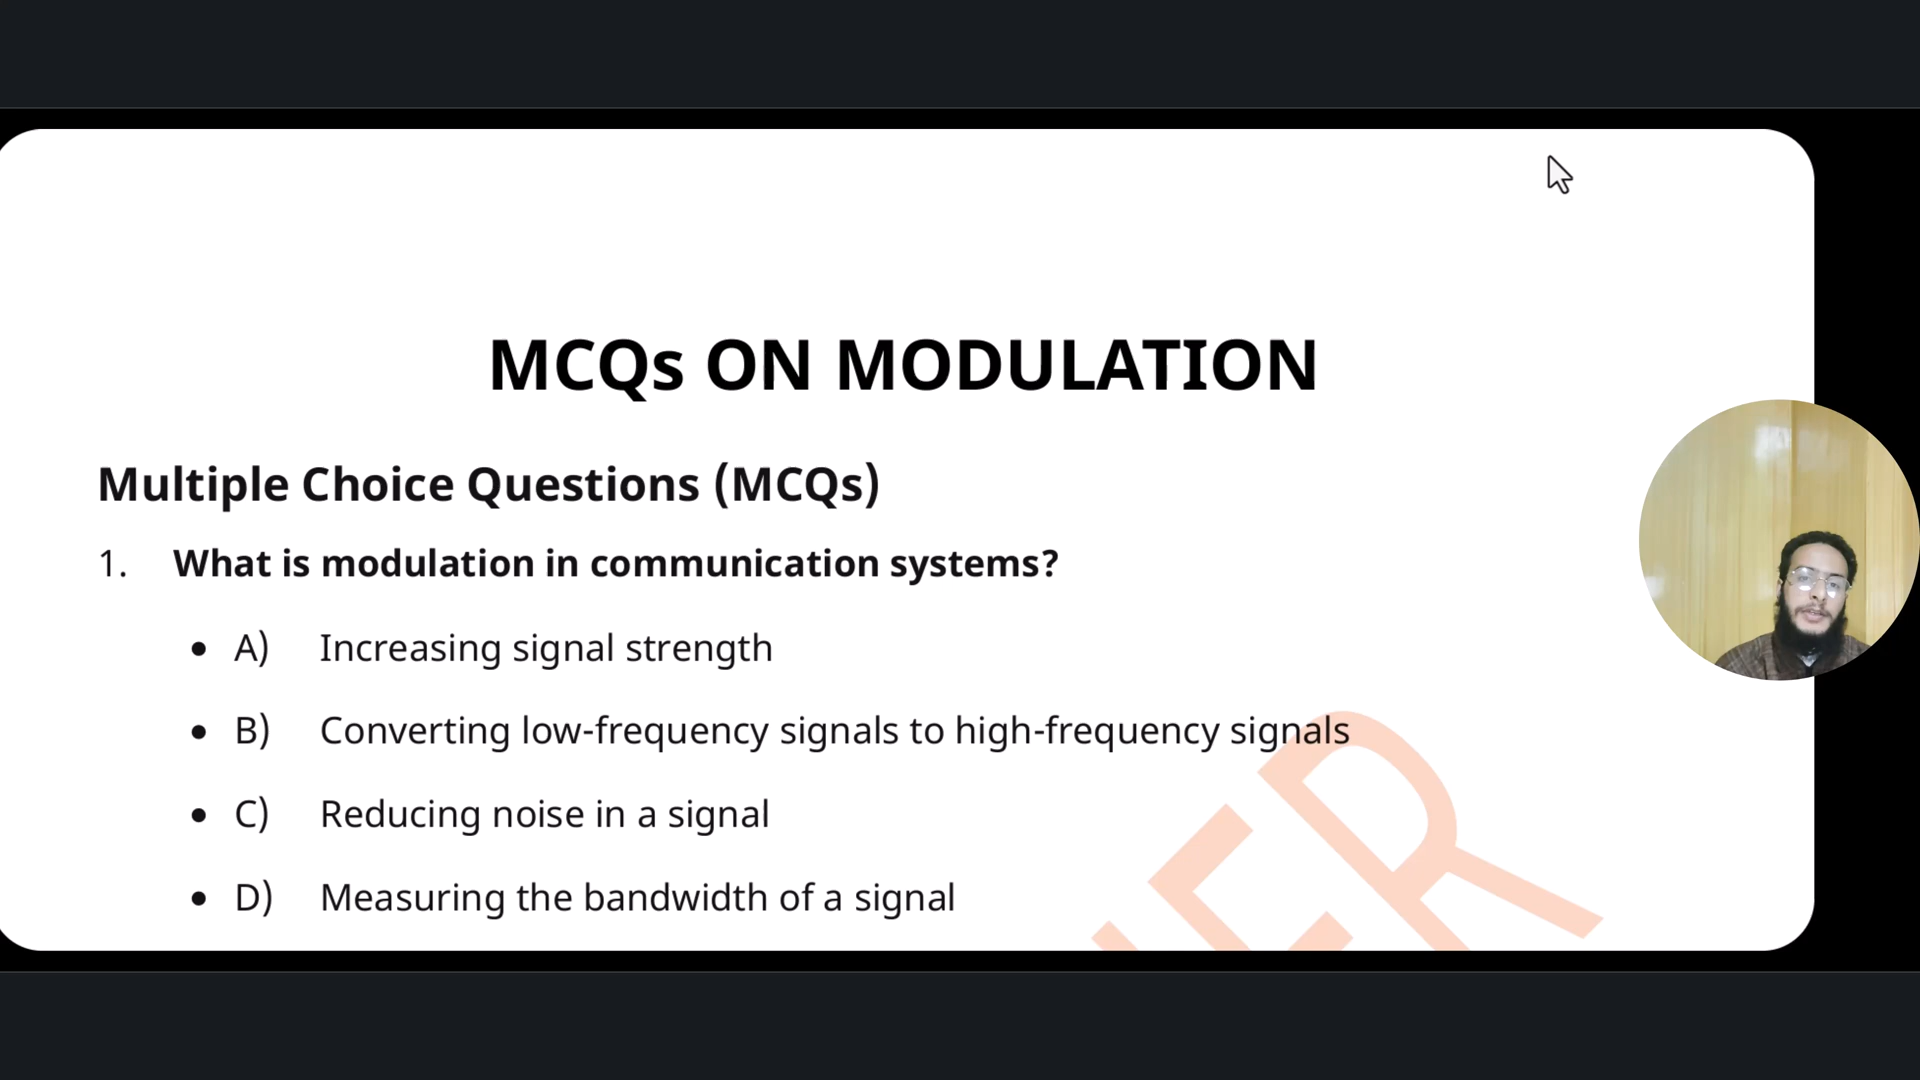 MCQs ON MODULATION
Multiple Choice Questions (MCQs)
1. What is modulation in communication systems?
• A) Increasing signal strength
• B) Converting low-frequency signals to high-frequency signals
• C) Reducing noise in a signal
• D) Measuring the bandwidth of a signal